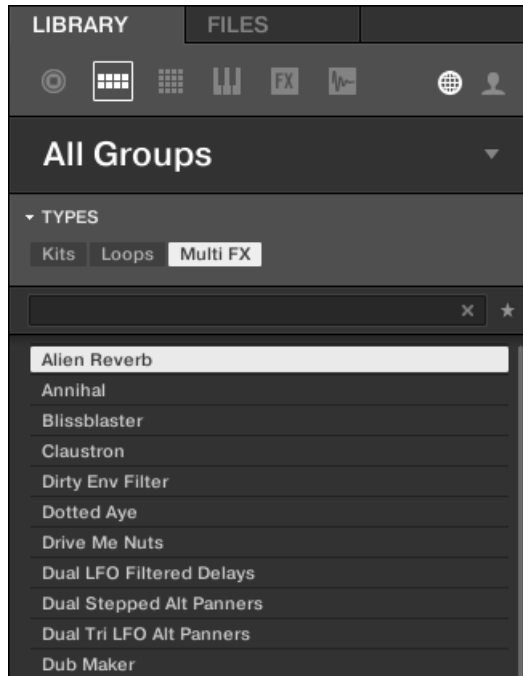 LIBRARY FILES
FX
All Groups
TYPES
Kits Loops Multi FX
Alien Reverb
Annihal
Blissblaster
Claustron
Dirty Env Filter
Dotted Aye
Drive Me Nuts
Dual LFO Filtered Delays
Dual Stepped Alt Panners
Dual Tri LFO Alt Panners
Dub Maker